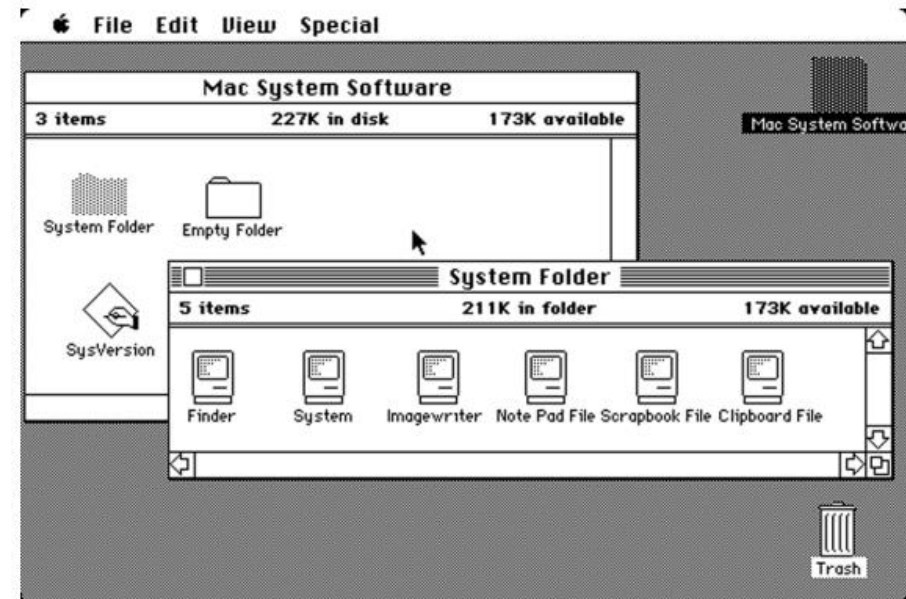 File Edit View Special
Mac System Software
3 items 227K in disk 173K available
Mac System Softwa
System Folder Empty Folder
SysVersion
System Folder
5 items 211K in folder 173K available
Finder System Imagewriter Note Pad File Scrapbook File Clipboard File
Trash